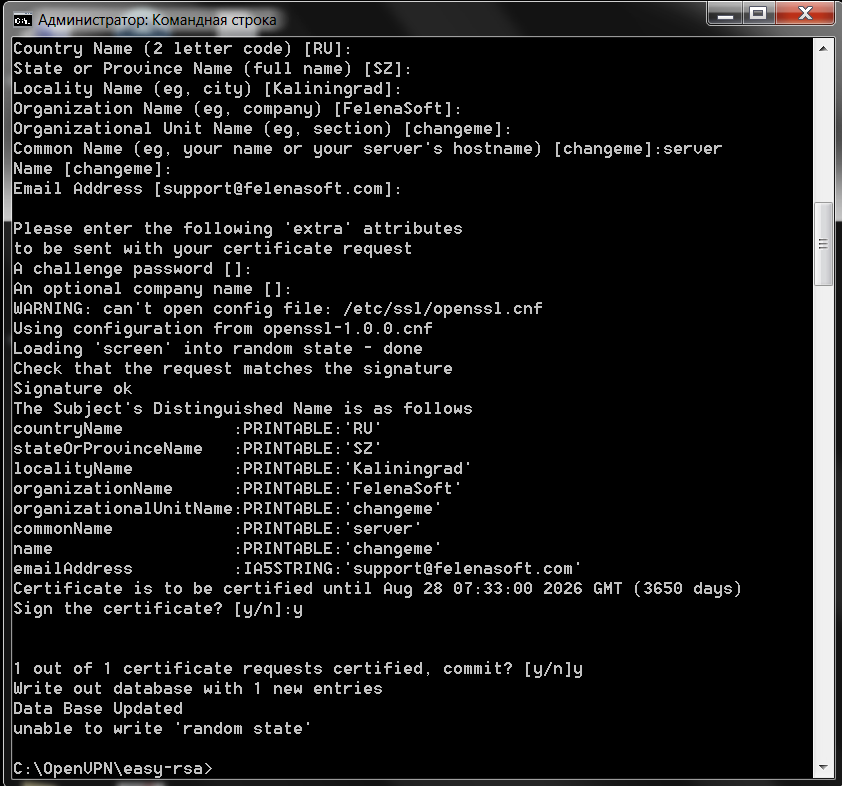 Администратор: Командная строка
Country Name (2 letter code) [RU]:
State or Province Name (full name) [SZ]:
Locality Name (eg, city) [Kaliningrad]:
Organization Name (eg, company) [FelenaSoft]:
Organizational Unit Name (eg, section) [changeme]:
Common Name (eg, your name or your server's hostname) [changeme]:server
Name [changeme]:
Email Address [support@felenasoft.com]:
Please enter the following 'extra' attributes
to be sent with your certificate request
A challenge password []:
An optional company name []:
WARNING: can't open config file: /etc/ssl/openssl.cnf
Using configuration from openssl-1.0.0.cnf
Loading 'screen' into random state - done
Check that the request matches the signature
Signature ok
The Subject's Distinguished Name is as follows
countryName           :PRINTABLE:'RU'
stateOrProvinceName   :PRINTABLE:'SZ'
localityName          :PRINTABLE:'Kaliningrad'
organizationName      :PRINTABLE:'FelenaSoft'
organizationalUnitName:PRINTABLE:'changeme'
commonName            :PRINTABLE:'server'
name                  :PRINTABLE:'changeme'
emailAddress          :IA5STRING:'support@felenasoft.com'
Certificate is to be certified until Aug 28 07:33:00 2026 GMT (3650 days)
Sign the certificate? [y/n]:y
1 out of 1 certificate requests certified, commit? [y/n]y
Write out database with 1 new entries
Data Base Updated
unable to write 'random state'
C:\OpenVPN\easy-rsa>